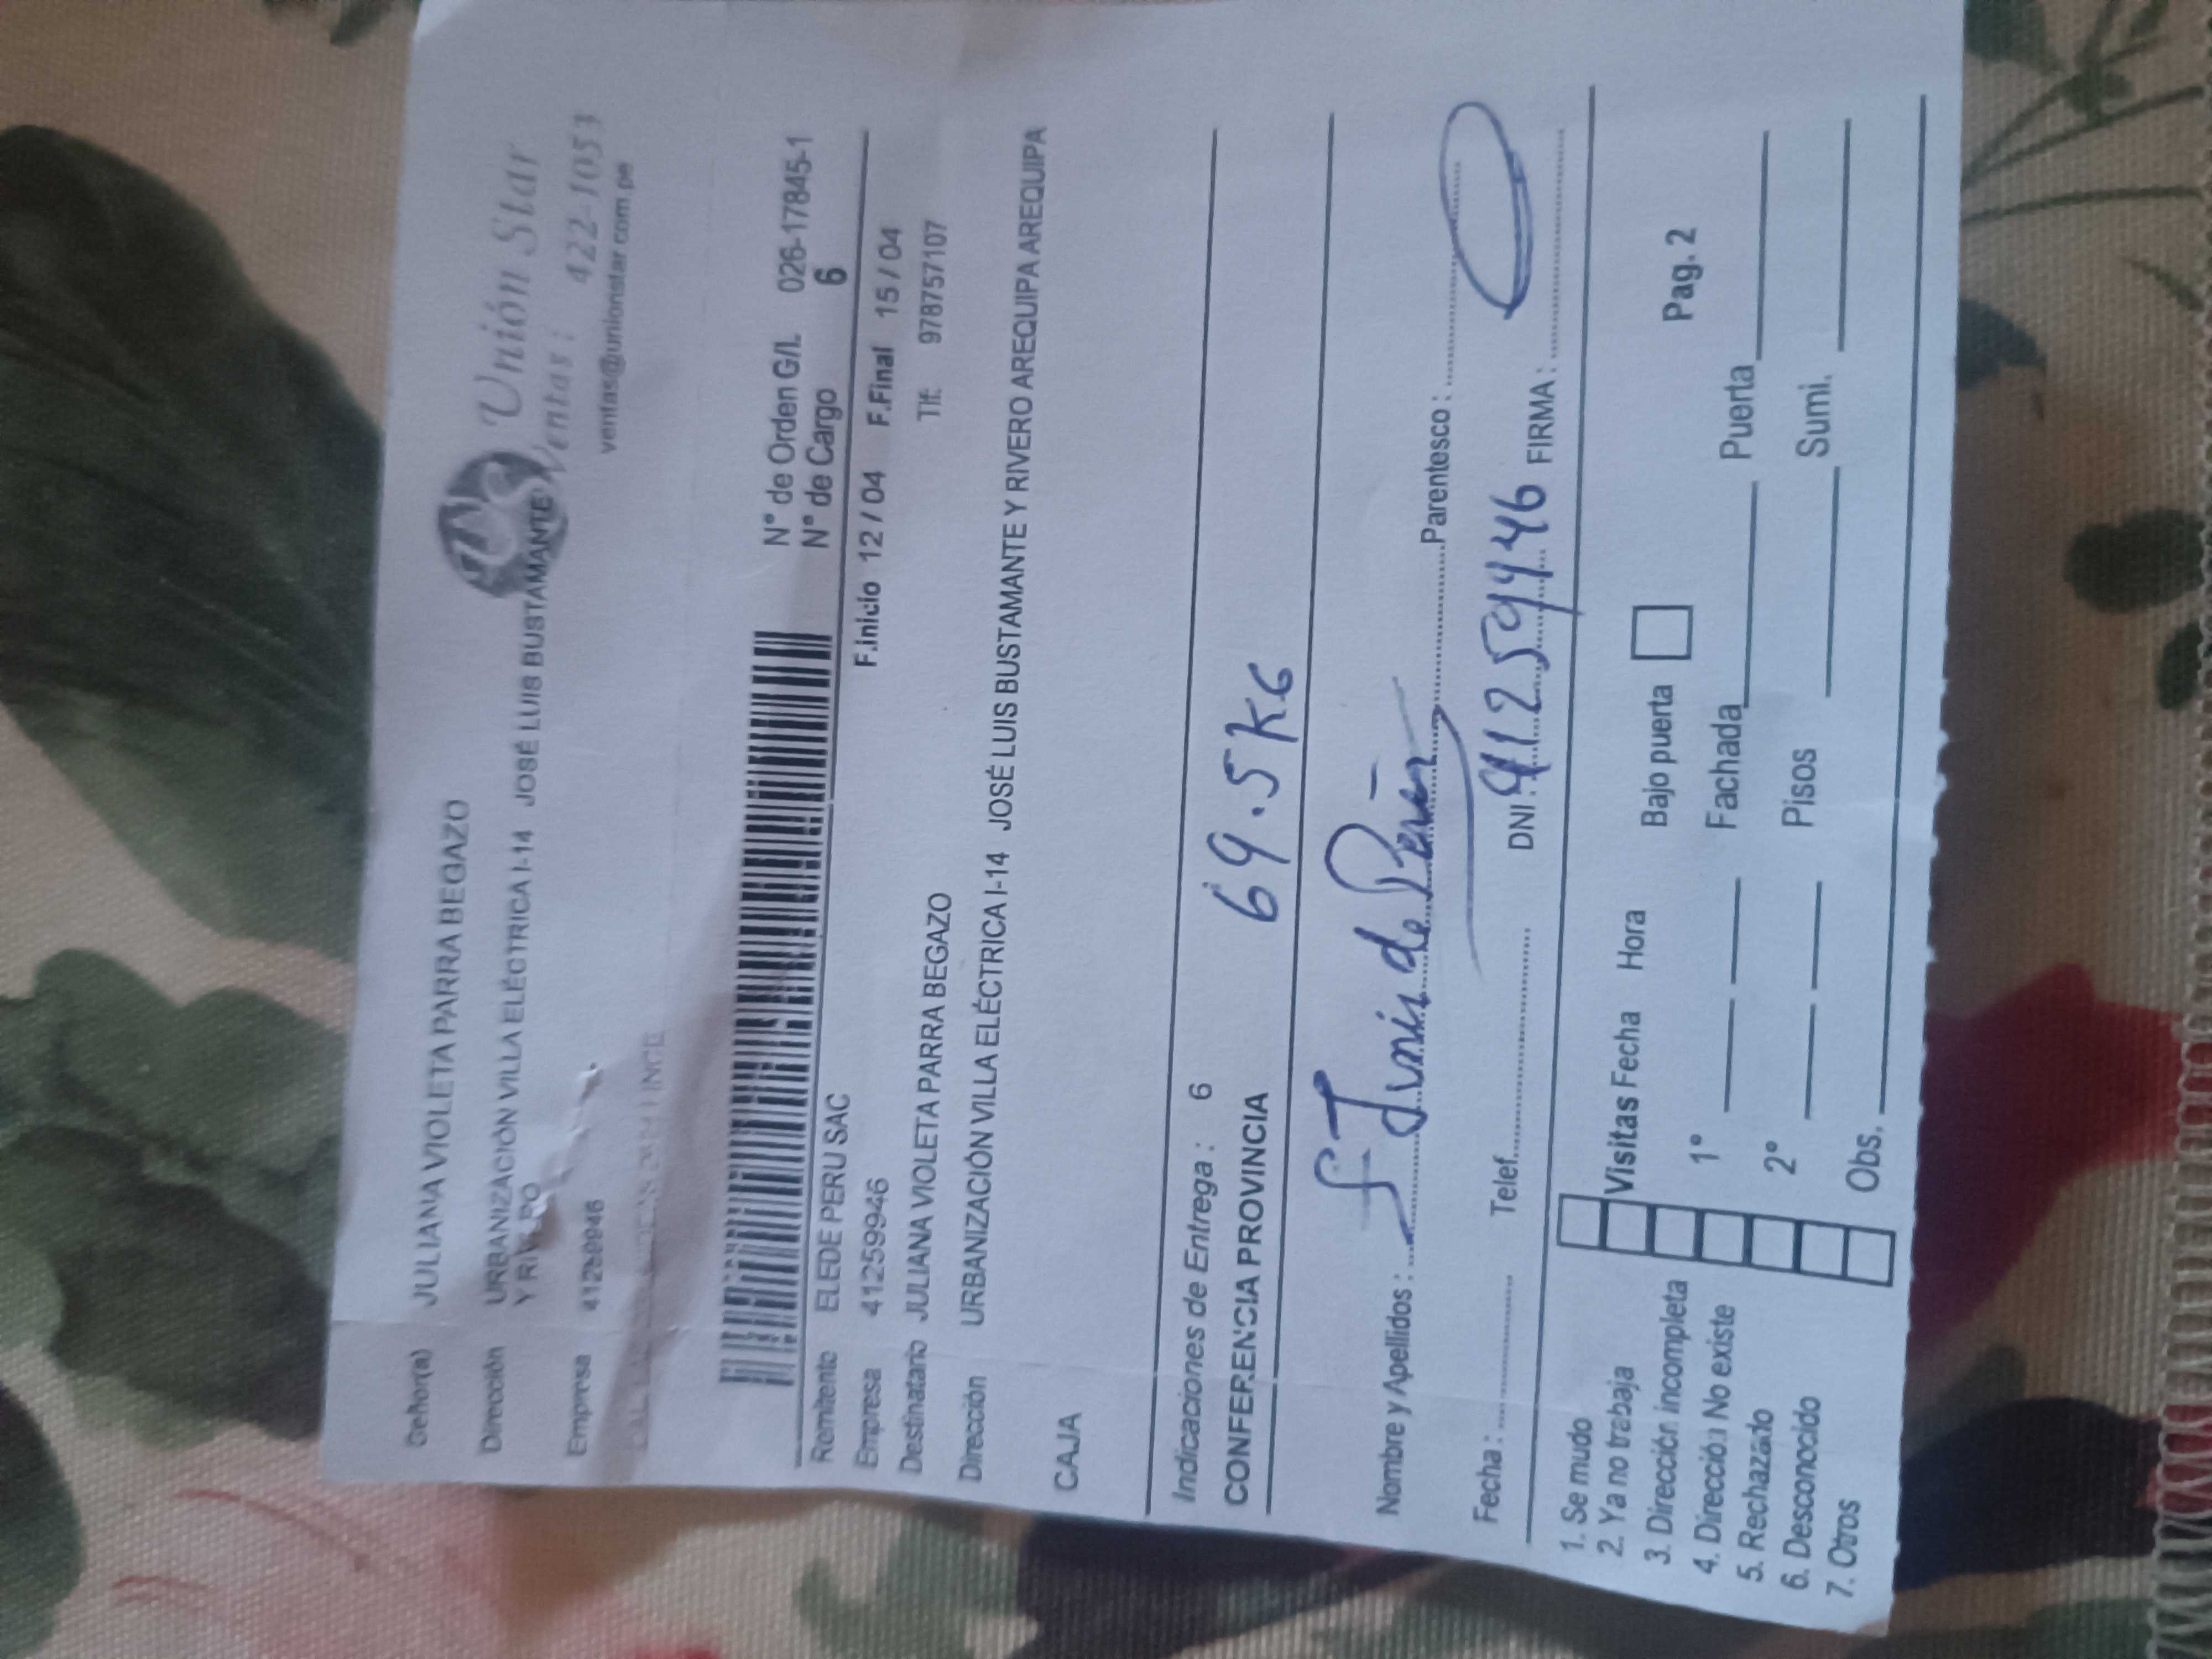 Señor(a) JULIANA VIOLETA PARRA BEGAZO
Dirección URBANIZACIÓN VILLA ELÉCTRICA I-14 JOSÉ LUIS BUSTAMANTE
Y RIVERO
Empresa 41259946
Unión Star
Ventas : 422-1053
ventas@unionstar.com.pe
N° de Orden G/L 026-17845-1
N° de Cargo 6
Remitente ELEDE PERU SAC
F.inicio 12 / 04 F.Final 15 / 04
Empresa 41259946
Tlf: 978757107
Destinatario JULIANA VIOLETA PARRA BEGAZO
Dirección URBANIZACIÓN VILLA ELÉCTRICA I-14 JOSÉ LUIS BUSTAMANTE Y RIVERO AREQUIPA AREQUIPA
CAJA
Indicaciones de Entrega : 6
CONFERENCIA PROVINCIA 69.5 KG
Nombre y Apellidos : de Parentesco :
Fecha : Telef. DNI : 41259946 FIRMA :
1. Se mudo
2. Ya no trabaja
3. Dirección incompleta
4. Dirección No existe
5. Rechazado
6. Desconocido
7. Otros
Visitas Fecha Hora Bajo puerta Pag. 2
1° Fachada Puerta
2° Pisos Sumi.
Obs.